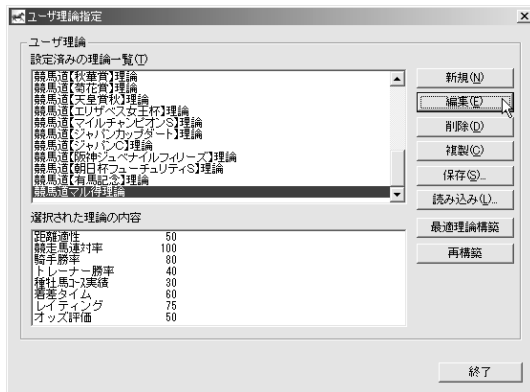 ユーザ理論指定
ユーザ理論
設定済みの理論一覧(T)
競馬道【秋華賞】理論
競馬道【菊花賞】理論
競馬道【天皇賞秋】理論
競馬道【エリザベス女王杯】理論
競馬道【マイルチャンピオンS】理論
競馬道【ジャパンカップダート】理論
競馬道【ジャパンC】理論
競馬道【阪神ジュベナイルフィリーズ】理論
競馬道【朝日杯フューチュリティS】理論
競馬道【有馬記念】理論
競馬道マル得理論
選択された理論の内容
距離適性 50
競走馬連対率 100
騎手勝率 80
トレーナー勝率 40
種牡馬コース実績 30
着差タイム 60
レイティング 75
オッズ評価 50
新規(N)
編集(E)
削除(D)
複製(C)
保存(S)...
読み込み(L)...
最適理論構築
再構築
終了